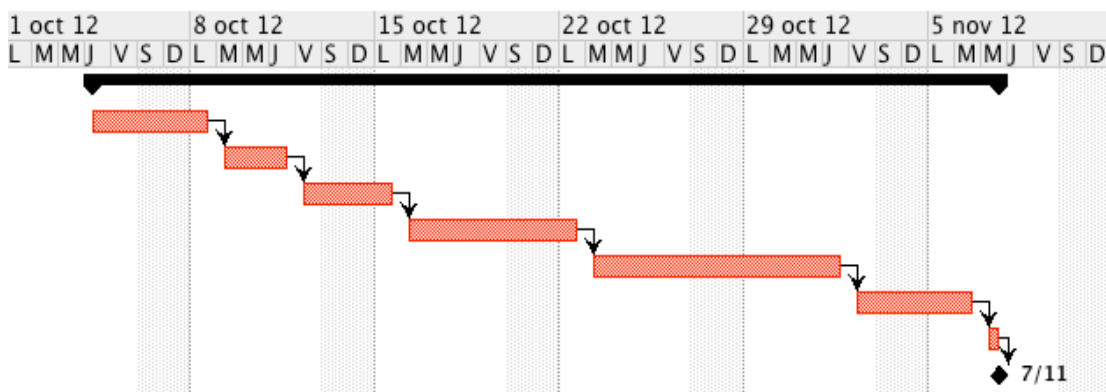 1 oct 12 8 oct 12 15 oct 12 22 oct 12 29 oct 12 5 nov 12
L M M J V S D L M M J V S D L M M J V S D L M M J V S D L M M J V S D L M M J V S D
7/11